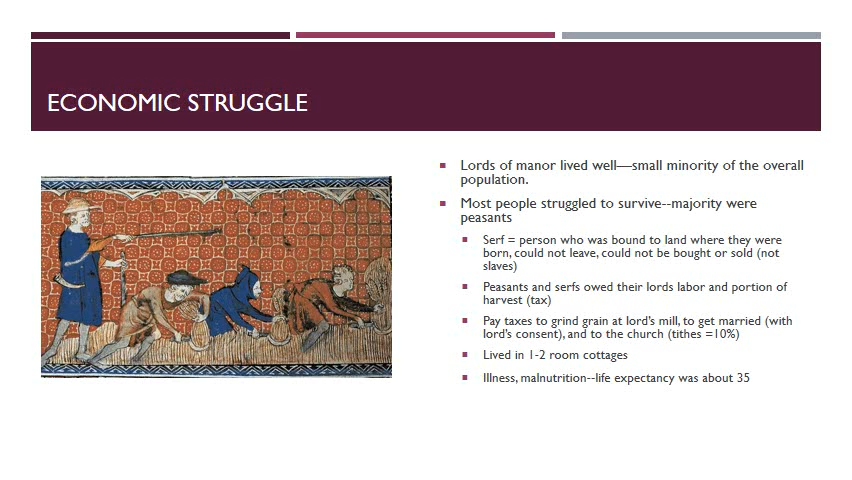 ECONOMIC STRUGGLE
Lords of manor lived well—small minority of the overall
population.
Most people struggled to survive--majority were
peasants
Serf = person who was bound to land where they were
born, could not leave, could not be bought or sold (not
slaves)
Peasants and serfs owed their lords labor and portion of
harvest (tax)
Pay taxes to grind grain at lord's mill, to get married (with
lord's consent), and to the church (tithes =10%)
Lived in 1-2 room cottages
Illness, malnutrition--life expectancy was about 35